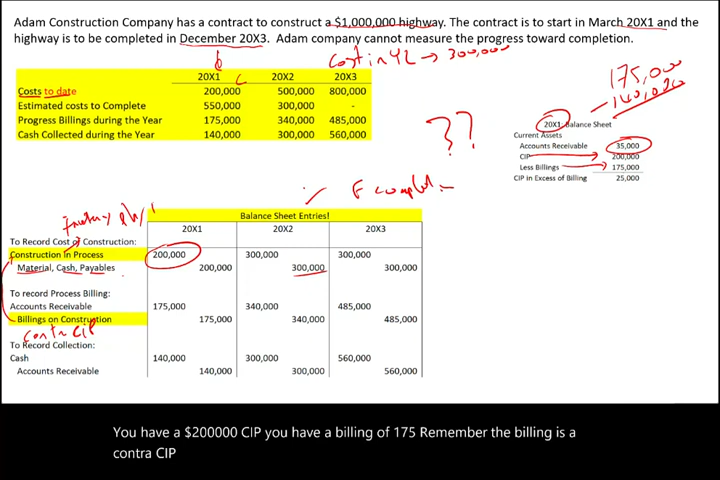 Adam Construction Company has a contract to construct a $1,000,000 highway. The contract is to start in March 20X1 and the
highway is to be completed in December 20X3. Adam company cannot measure the progress toward completion.
Cost in Y2 → 300,000
20X1 20X2 20X3
Costs to date 200,000 500,000 800,000
Estimated costs to Complete 550,000 300,000 -
Progress Billings during the Year 175,000 340,000 485,000
Cash Collected during the Year 140,000 300,000 560,000
175,000
- 140,000
20X1 Balance Sheet
Current Assets
Accounts Receivable 35,000
CIP 200,000
Less Billings 175,000
CIP in Excess of Billing 25,000
??
Balance Sheet Entries!
20X1 20X2 20X3
To Record Cost of Construction:
Construction In Process 200,000 300,000 300,000
Material, Cash, Payables 200,000 300,000 300,000
To record Process Billing:
Accounts Receivable 175,000 340,000 485,000
Billings on Construction 175,000 340,000 485,000
Contra CIP
To Record Collection:
Cash 140,000 300,000 560,000
Accounts Receivable 140,000 300,000 560,000
You have a $200000 CIP you have a billing of 175 Remember the billing is a
contra CIP